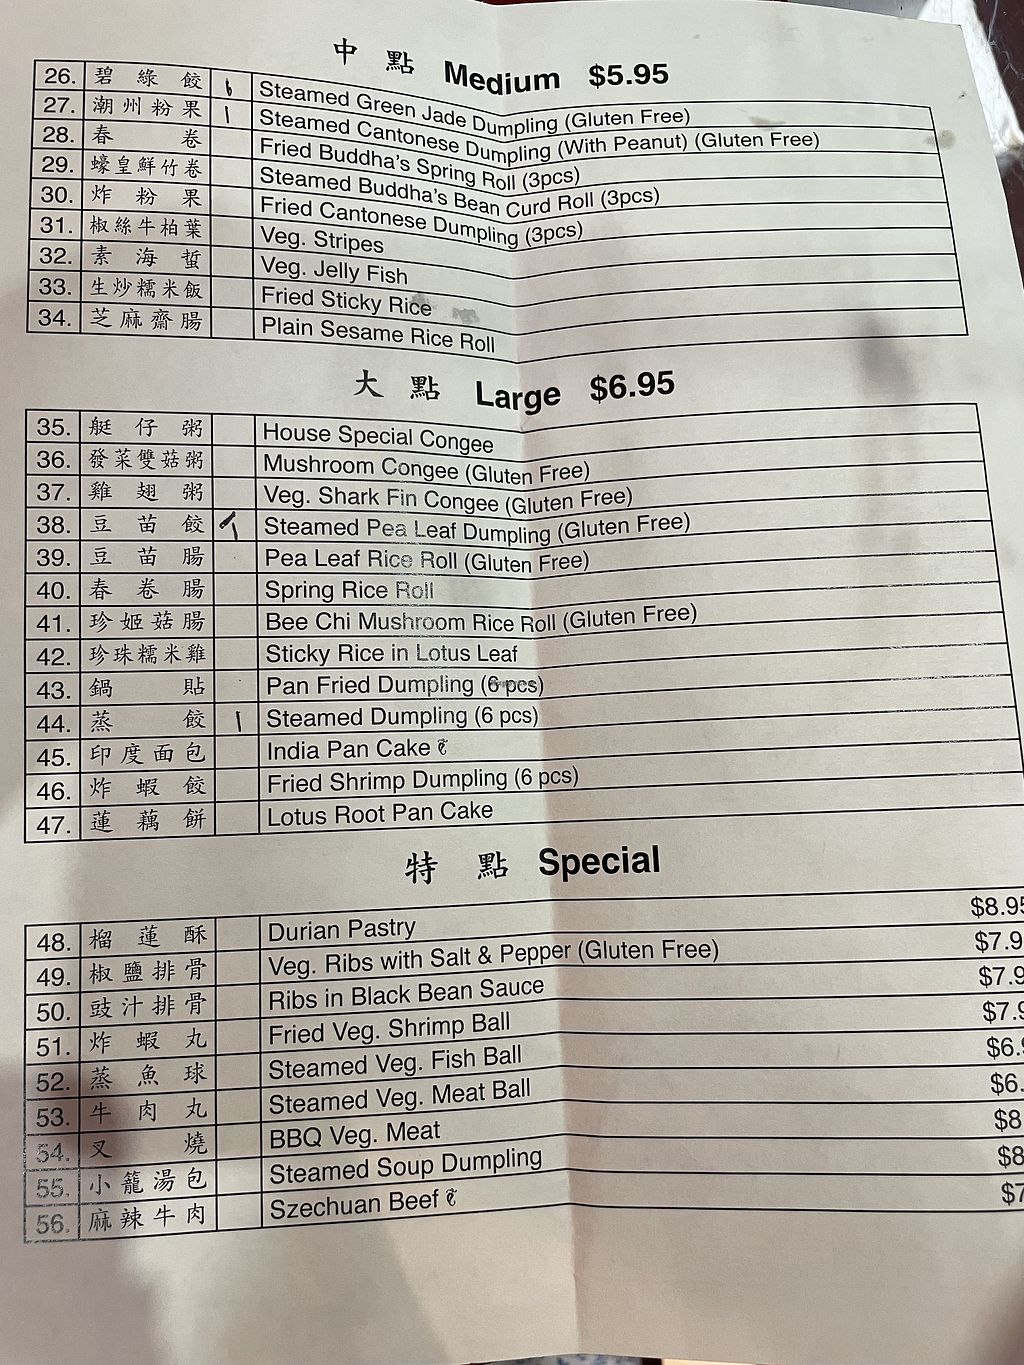 中 點 Medium $5.95
26. 碧綠餃 Steamed Green Jade Dumpling (Gluten Free)
27. 潮州粉果 1 Steamed Cantonese Dumpling (With Peanut) (Gluten Free)
28. 春卷 Fried Buddha's Spring Roll (3pcs)
29. 蠔皇鮮竹卷 Steamed Buddha's Bean Curd Roll (3pcs)
30. 炸粉果 Fried Cantonese Dumpling (3pcs)
31. 椒絲牛柏葉 Veg. Stripes
32. 素海蜇 Veg. Jelly Fish
33. 生炒糯米飯 Fried Sticky Rice
34. 芝麻齋腸 Plain Sesame Rice Roll
大 點 Large $6.95
35. 艇仔粥 House Special Congee
36. 發菜雙菇粥 Mushroom Congee (Gluten Free)
37. 雞翅粥 Veg. Shark Fin Congee (Gluten Free)
38. 豆苗餃 Steamed Pea Leaf Dumpling (Gluten Free)
39. 豆苗腸 Pea Leaf Rice Roll (Gluten Free)
40. 春卷腸 Spring Rice Roll
41. 珍姬菇腸 Bee Chi Mushroom Rice Roll (Gluten Free)
42. 珍珠糯米雞 Sticky Rice in Lotus Leaf
43. 鍋貼 Pan Fried Dumpling (6 pcs)
44. 蒸餃 1 Steamed Dumpling (6 pcs)
45. 印度面包 India Pan Cake
46. 炸蝦餃 Fried Shrimp Dumpling (6 pcs)
47. 蓮藕餅 Lotus Root Pan Cake
特 點 Special
48. 榴蓮酥 Durian Pastry $8.95
49. 椒鹽排骨 Veg. Ribs with Salt & Pepper (Gluten Free) $7.9
50. 豉汁排骨 Ribs in Black Bean Sauce $7.9
51. 炸蝦丸 Fried Veg. Shrimp Ball $7.9
52. 蒸魚球 Steamed Veg. Fish Ball $6.9
53. 牛肉丸 Steamed Veg. Meat Ball $6.
54. 叉燒 BBQ Veg. Meat $8
55. 小籠湯包 Steamed Soup Dumpling $8
56. 麻辣牛肉 Szechuan Beef $7